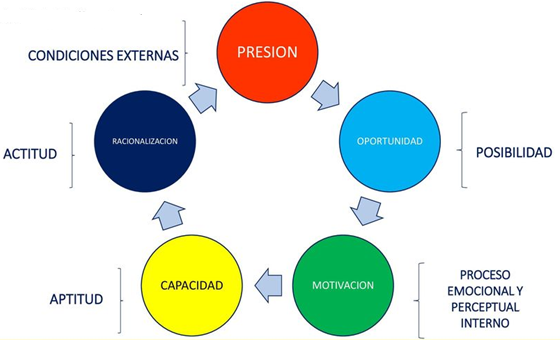 PRESION
CONDICIONES EXTERNAS
RACIONALIZACION
OPORTUNIDAD
ACTITUD
POSIBILIDAD
CAPACIDAD
MOTIVACION
APTITUD
PROCESO
EMOCIONAL Y
PERCEPTUAL
INTERNO